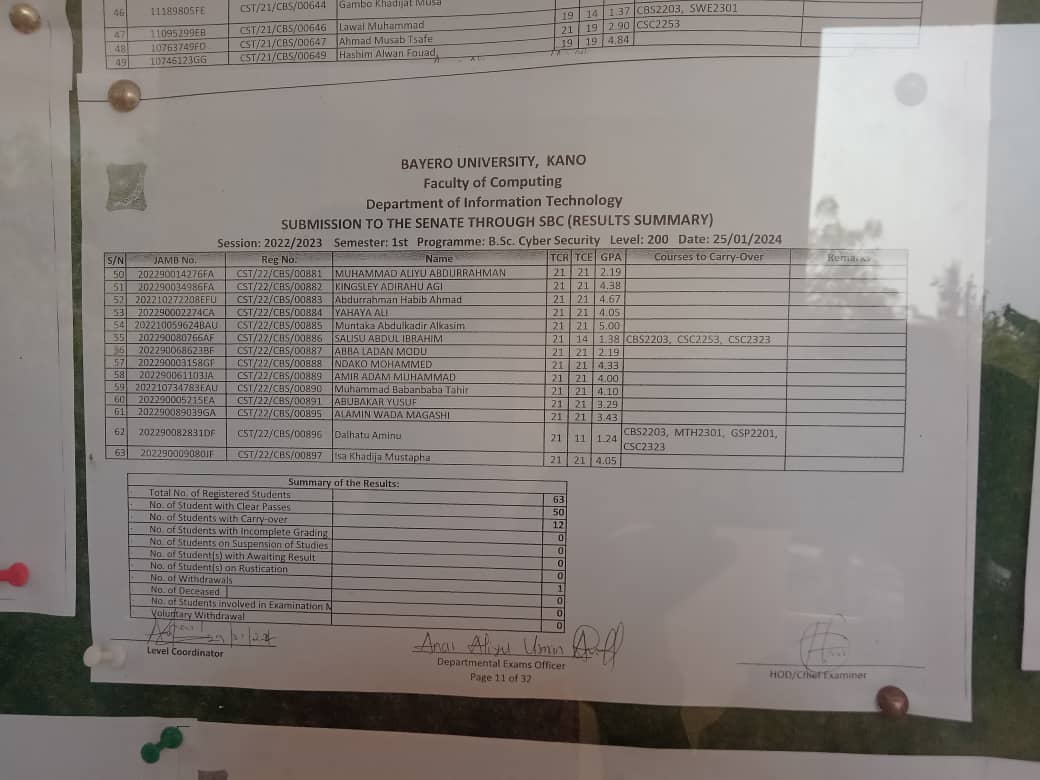 46 11189805FE CST/21/CBS/00644 Gambo Khadijat Musa 19 14 1.37 CBS2203, SWE2301
47 11095299EB CST/21/CBS/00646 Lawal Muhammad 21 19 2.90 CSC2253
48 10763749FO CST/21/CBS/00647 Ahmad Musab Tsafe 19 19 4.84
49 10746123GG CST/21/CBS/00649 Hashim Alwan Fouad
BAYERO UNIVERSITY, KANO
Faculty of Computing
Department of Information Technology
SUBMISSION TO THE SENATE THROUGH SBC (RESULTS SUMMARY)
Session: 2022/2023 Semester: 1st Programme: B.Sc. Cyber Security Level: 200 Date: 25/01/2024
S/N JAMB No. Reg No. Name TCR TCE GPA Courses to Carry-Over Remarks
50 202290014276FA CST/22/CBS/00881 MUHAMMAD ALIYU ABDURRAHMAN 21 21 2.19
51 202290034986FA CST/22/CBS/00882 KINGSLEY ADIRAHU AGI 21 21 4.38
52 202210272208EFU CST/22/CBS/00883 Abdurrahman Habib Ahmad 21 21 4.67
53 202290002274CA CST/22/CBS/00884 YAHAYA ALI 21 21 4.05
54 202210059624BAU CST/22/CBS/00885 Muntaka Abdulkadir Alkasim 21 21 5.00
55 202290080766AF CST/22/CBS/00886 SALISU ABDUL IBRAHIM 21 14 1.38 CBS2203, CSC2253, CSC2323
56 202290068623BF CST/22/CBS/00887 ABBA LADAN MODU 21 21 2.19
57 202290003158GF CST/22/CBS/00888 NDAKO MOHAMMED 21 21 4.33
58 202290061103JA CST/22/CBS/00889 AMIR ADAM MUHAMMAD 21 21 4.00
59 202210734783EAU CST/22/CBS/00890 Muhammad Babanbaba Tahir 21 21 4.10
60 202290005215EA CST/22/CBS/00891 ABUBAKAR YUSUF 21 21 3.29
61 202290089039GA CST/22/CBS/00895 ALAMIN WADA MAGASHI 21 21 3.43
62 202290082831DF CST/22/CBS/00896 Dalhatu Aminu 21 11 1.24 CBS2203, MTH2301, GSP2201,
CSC2323
63 202290009080JF CST/22/CBS/00897 Isa Khadija Mustapha 21 21 4.05
Summary of the Results:
Total No. of Registered Students 63
No. of Student with Clear Passes 50
No. of Students with Carry-over 12
No. of Students with Incomplete Grading 0
No. of Students on Suspension of Studies 0
No. of Student(s) with Awaiting Result 0
No. of Student(s) on Rustication 0
No. of Withdrawals 1
No. of Deceased 0
No. of Students involved in Examination M 0
Voluntary Withdrawal 0
Aliyu Usman
Level Coordinator
Departmental Exams Officer
HOD/Chief Examiner
Page 11 of 32